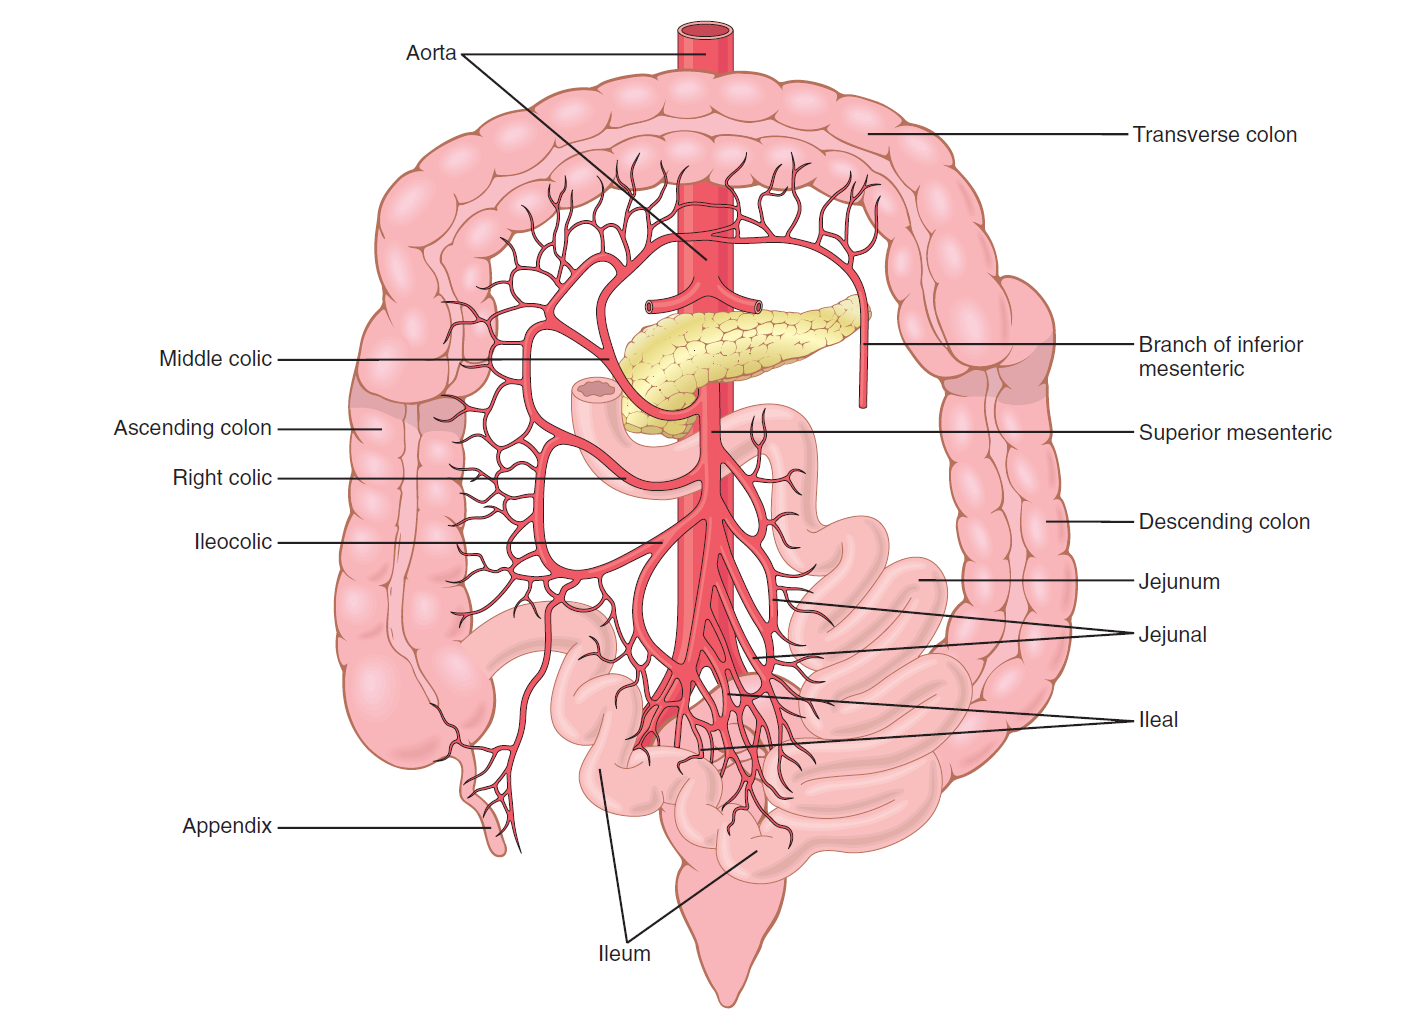 Aorta
Transverse colon
Middle colic
Branch of inferior
mesenteric
Ascending colon
Superior mesenteric
Right colic
Descending colon
Ileocolic
Jejunum
Jejunal
Ileal
Appendix
Ileum